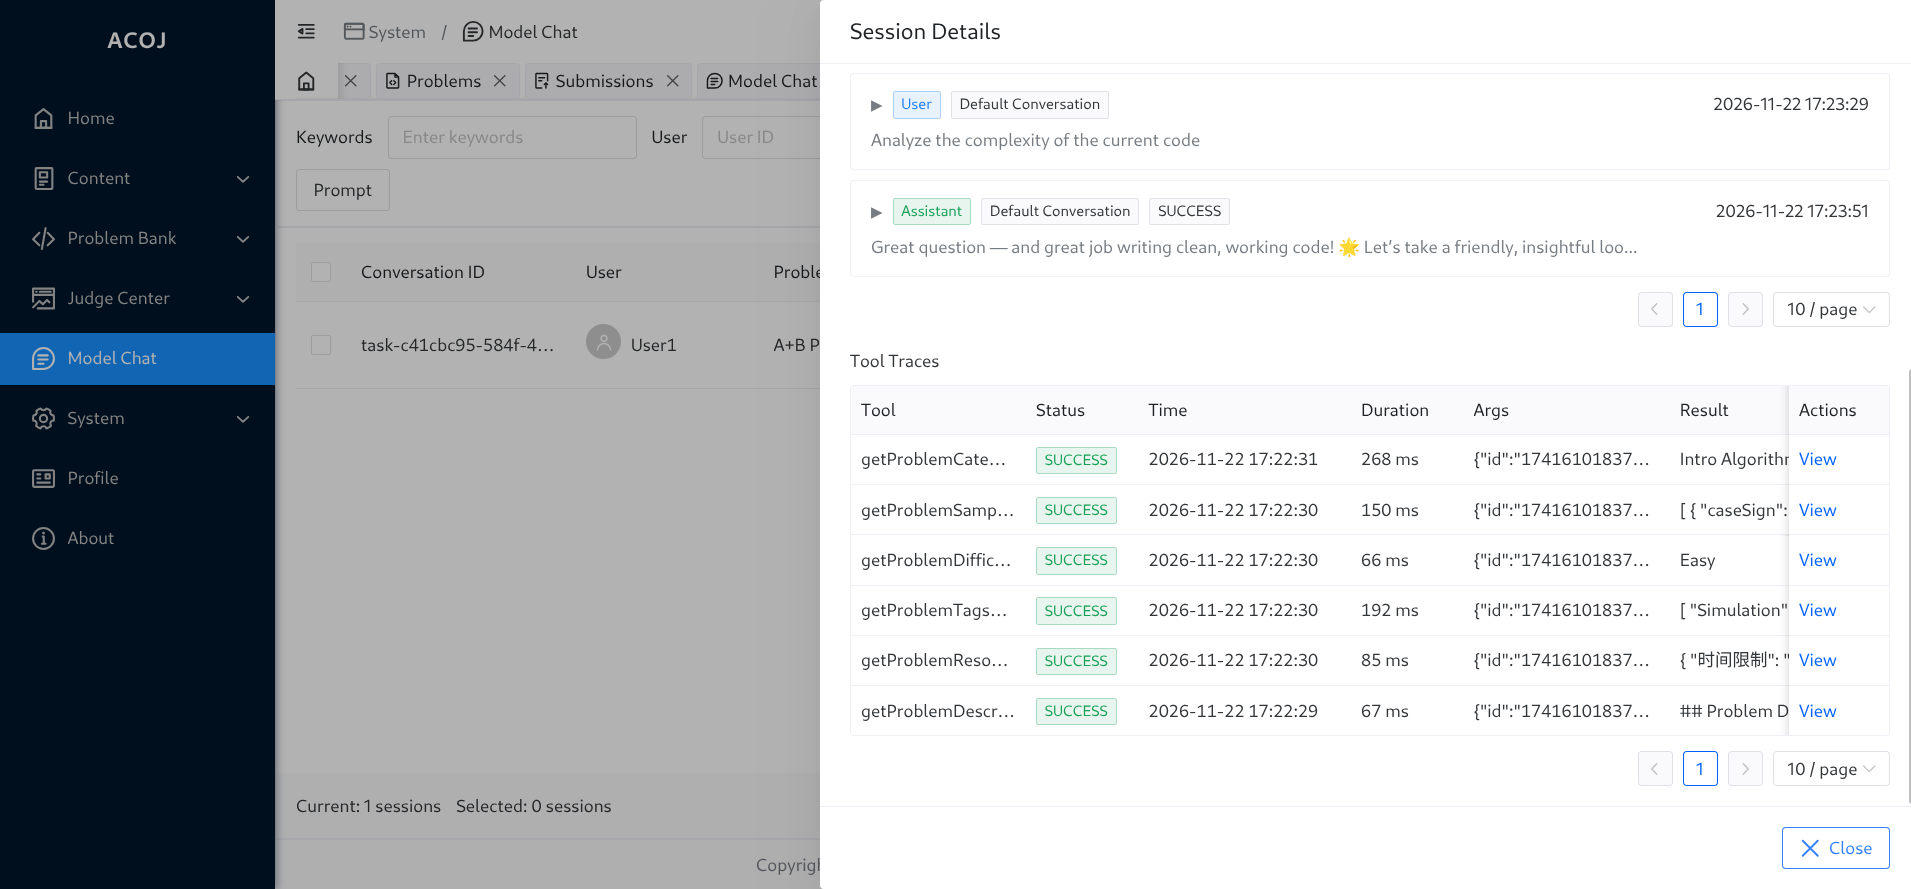 ACOJ
Home
Content
Problem Bank
Judge Center
Model Chat
System
Profile
About
System / Model Chat
Problems
Submissions
Model Chat
Keywords
Enter keywords
User
User ID
Prompt
Conversation ID
User
task-c41cbc95-584f-4...
User1
A+B P
Current: 1 sessions
Selected: 0 sessions
Session Details
User
Default Conversation
2026-11-22 17:23:29
Analyze the complexity of the current code
Assistant
Default Conversation
SUCCESS
2026-11-22 17:23:51
Great question — and great job writing clean, working code! 🌟 Let’s take a friendly, insightful loo...
1
10 / page
Tool Traces
Tool Status Time Duration Args Result Actions
getProblemCate... SUCCESS 2026-11-22 17:22:31 268 ms {"id":"17416101837... Intro View
getProblemSamp... SUCCESS 2026-11-22 17:22:30 150 ms {"id":"17416101837... [ { "caseSign": View
getProblemDiffic... SUCCESS 2026-11-22 17:22:30 66 ms {"id":"17416101837... Easy View
getProblemTags... SUCCESS 2026-11-22 17:22:30 192 ms {"id":"17416101837... [ "Simulation" View
getProblemReso... SUCCESS 2026-11-22 17:22:30 85 ms {"id":"17416101837... { "时间限制": " View
getProblemDescr... SUCCESS 2026-11-22 17:22:29 67 ms {"id":"17416101837... ## Problem D View
1
10 / page
Close